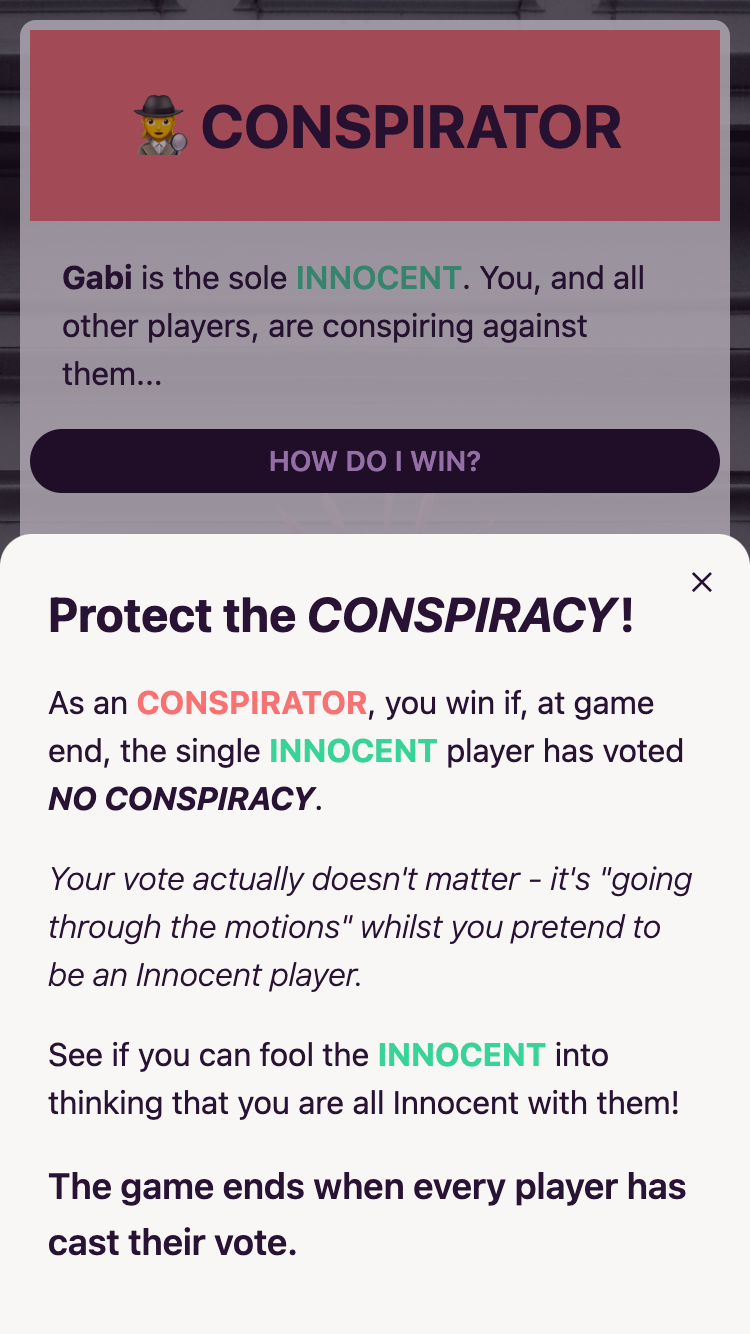 CONSPIRATOR
Gabi is the sole INNOCENT. You, and all
other players, are conspiring against
them...
HOW DO I WIN?
Protect the CONSPIRACY!
As an CONSPIRATOR, you win if, at game
end, the single INNOCENT player has voted
NO CONSPIRACY.
Your vote actually doesn't matter - it's "going
through the motions" whilst you pretend to
be an Innocent player.
See if you can fool the INNOCENT into
thinking that you are all Innocent with them!
The game ends when every player has
cast their vote.